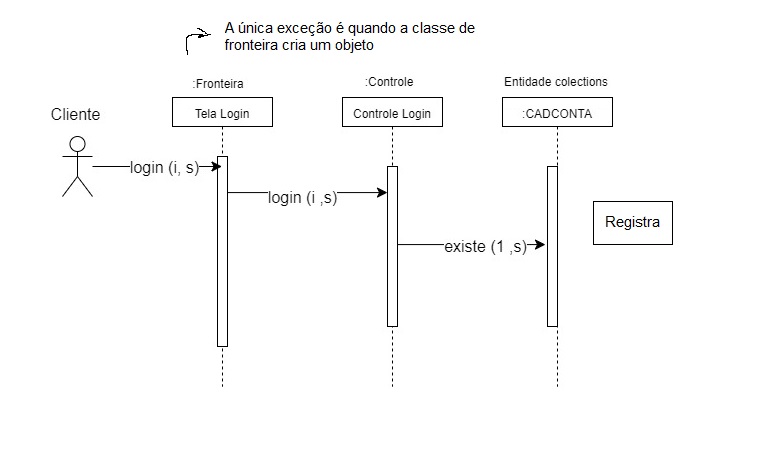 A única exceção é quando a classe de
fronteira cria um objeto
:Fronteira
:Controle
Entidade colections
Cliente
Tela Login
Controle Login
:CADCONTA
login (i, s)
login (i ,s)
Registra
existe (1 ,s)